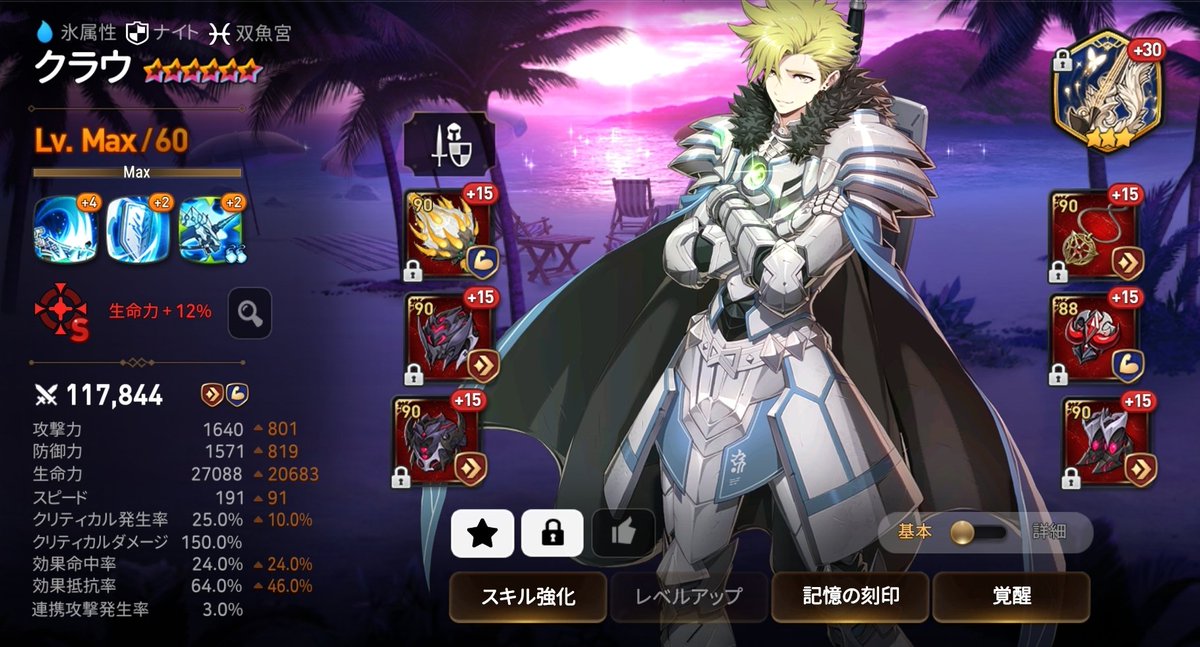 氷属性 ナイト 双魚宮
クラウ
Lv. Max/60
Max
+4 +2 +2
S 生命力 + 12%
117,844
攻撃力 1640 801
防御力 1571 819
生命力 27088 20683
スピード 191 91
クリティカル発生率 25.0% 10.0%
クリティカルダメージ 150.0%
効果命中率 24.0% 24.0%
効果抵抗率 64.0% 46.0%
連携攻撃発生率 3.0%
90 +15
90 +15
90 +15
+30
90 +15
88 +15
90 +15
基本 詳細
スキル強化 レベルアップ 記憶の刻印 覚醒